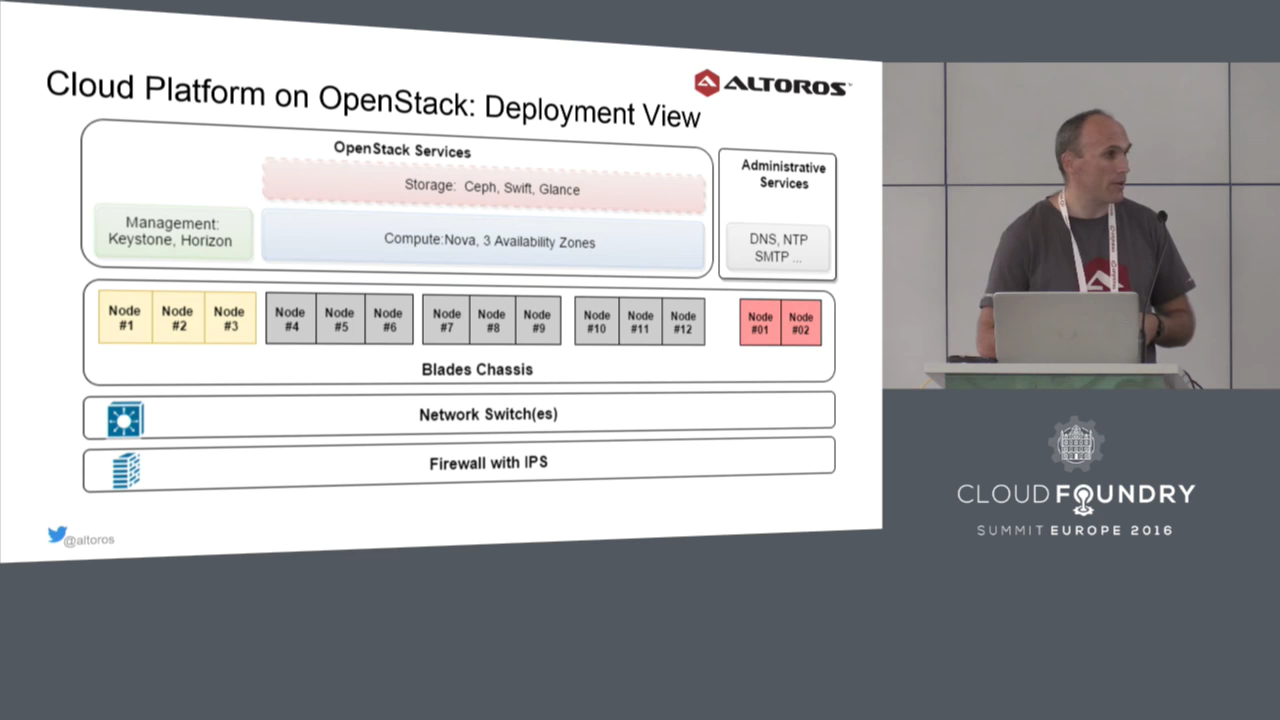 Cloud Platform on OpenStack: Deployment View
ALTOROS
OpenStack Services
Storage: Ceph, Swift, Glance
Management:
Keystone, Horizon
Compute:Nova, 3 Availability Zones
Administrative
Services
DNS, NTP
SMTP ...
Node
#1
Node
#2
Node
#3
Node
#4
Node
#5
Node
#6
Node
#7
Node
#8
Node
#9
Node
#10
Node
#11
Node
#12
Node
#01
Node
#02
Blades Chassis
Network Switch(es)
Firewall with IPS
@altoros
CLOUD FOUNDRY
SUMMIT EUROPE 2016